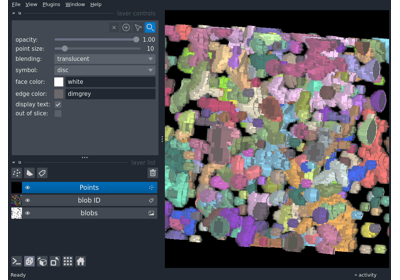 File View Plugins Window Help
layer controls
opacity: 1.00
point size: 10
blending: translucent
symbol: disc
face color: white
edge color: dimgrey
display text:
out of slice:
layer list
Points
blob ID
blobs
Ready
activity